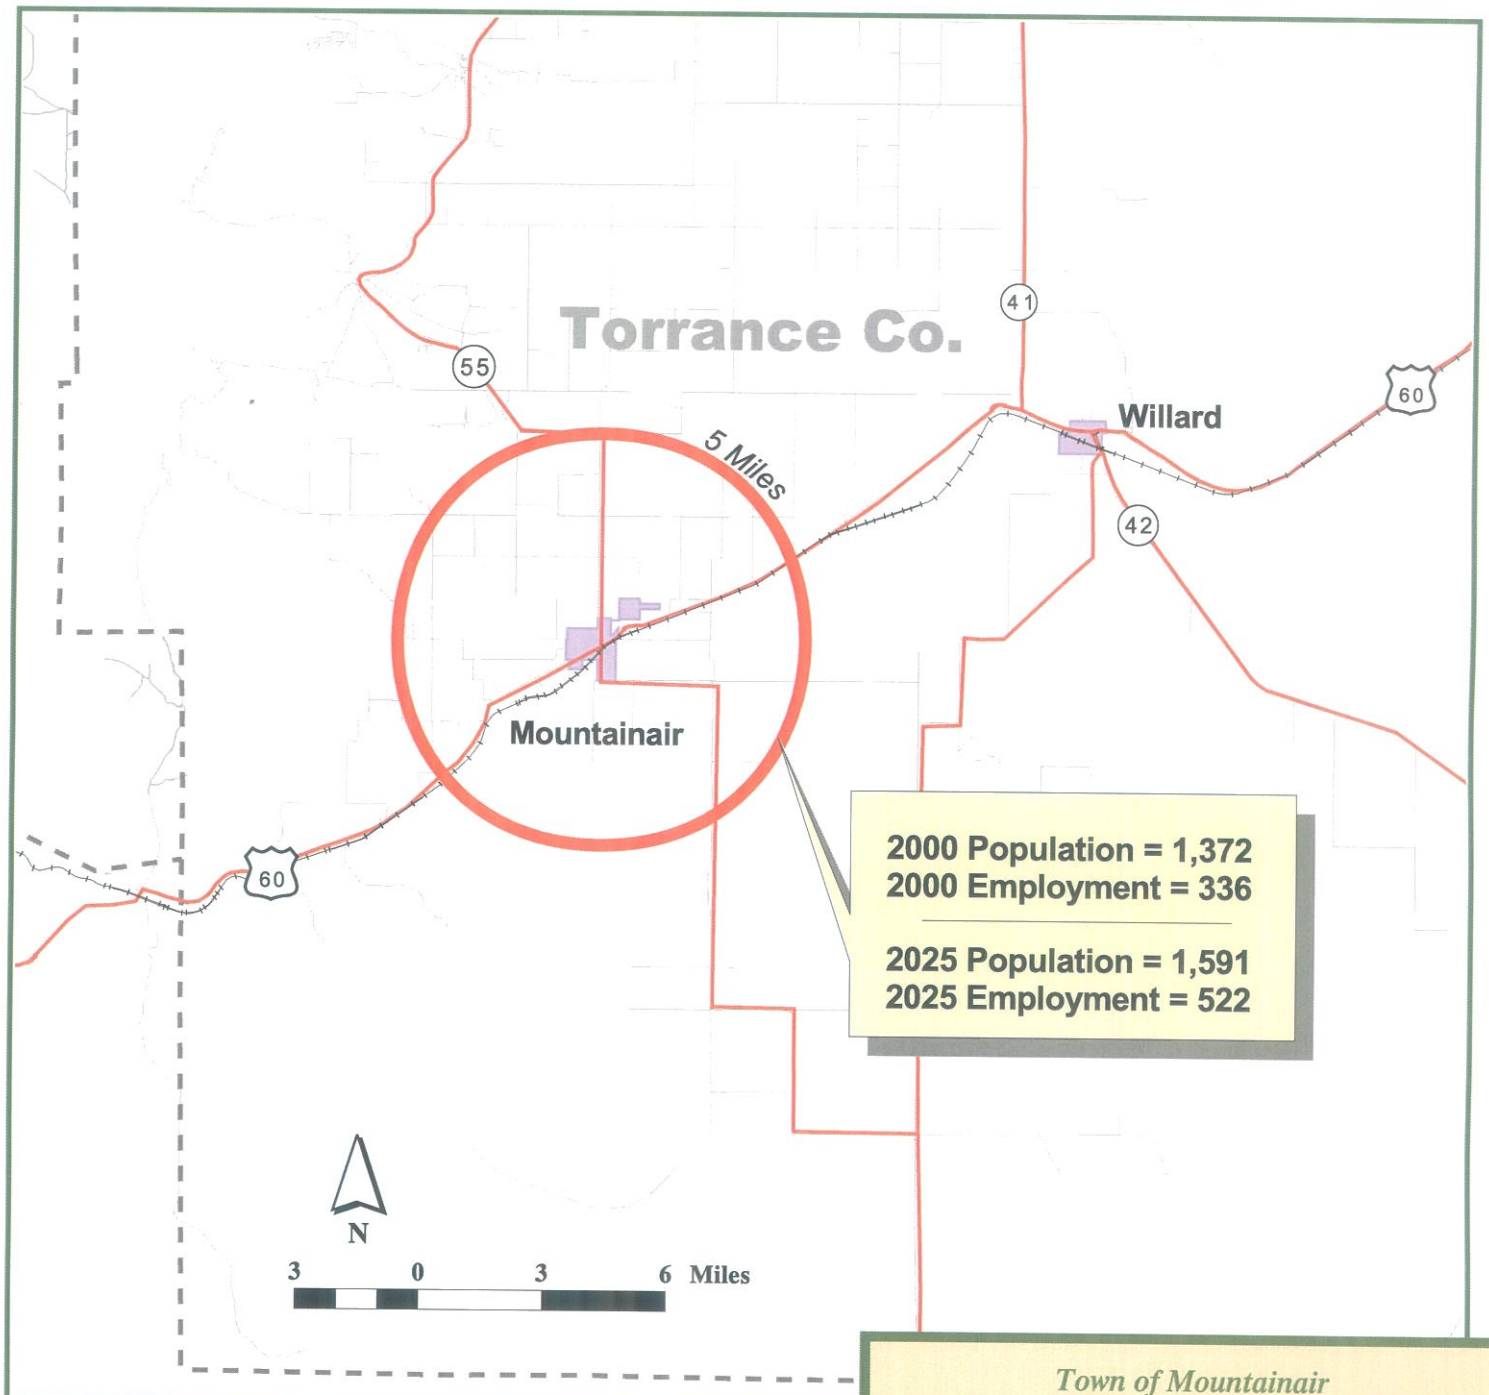 Torrance Co.
41
55
60
Willard
5 Miles
42
Mountainair
2000 Population = 1,372
2000 Employment = 336
2025 Population = 1,591
2025 Employment = 522
60
N
3 0 3 6 Miles
Town of Mountainair